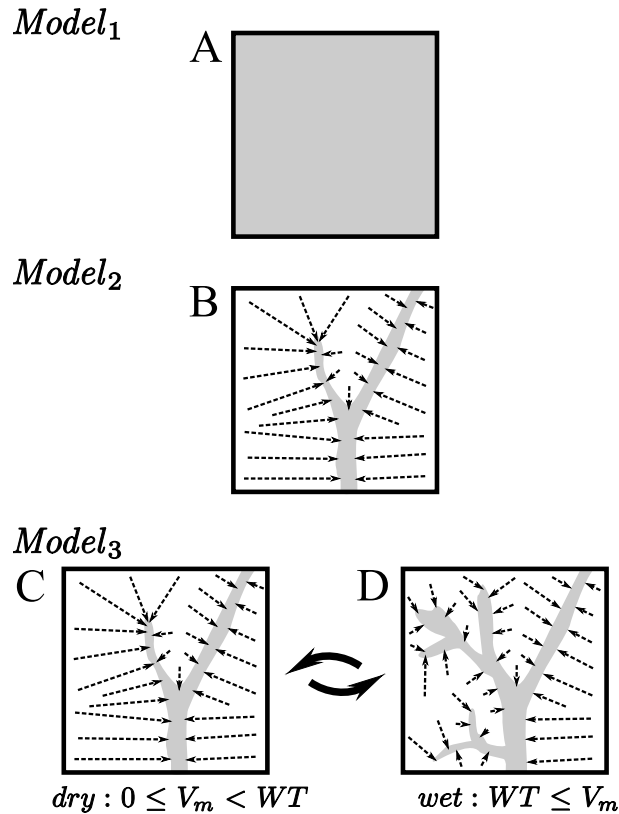 Model₁
A
Model₂
B
Model₃
C
D
dry : 0 ≤ Vₘ < WT
wet : WT ≤ Vₘ